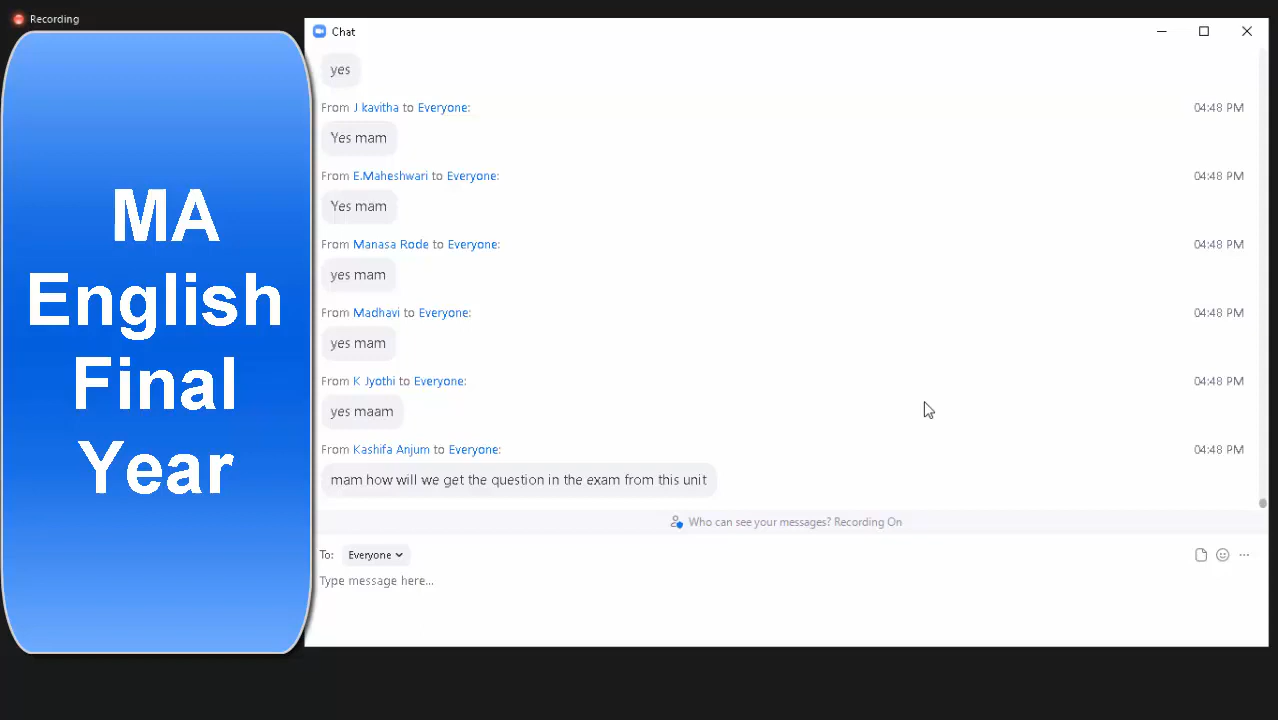 Recording
MA
English
Final
Year
Chat
yes
From J kavitha to Everyone: 04:48 PM
Yes mam
From E.Maheshwari to Everyone: 04:48 PM
Yes mam
From Manasa Rode to Everyone: 04:48 PM
yes mam
From Madhavi to Everyone: 04:48 PM
yes mam
From K Jyothi to Everyone: 04:48 PM
yes maam
From Kashifa Anjum to Everyone: 04:48 PM
mam how will we get the question in the exam from this unit
Who can see your messages? Recording On
To: Everyone
Type message here...